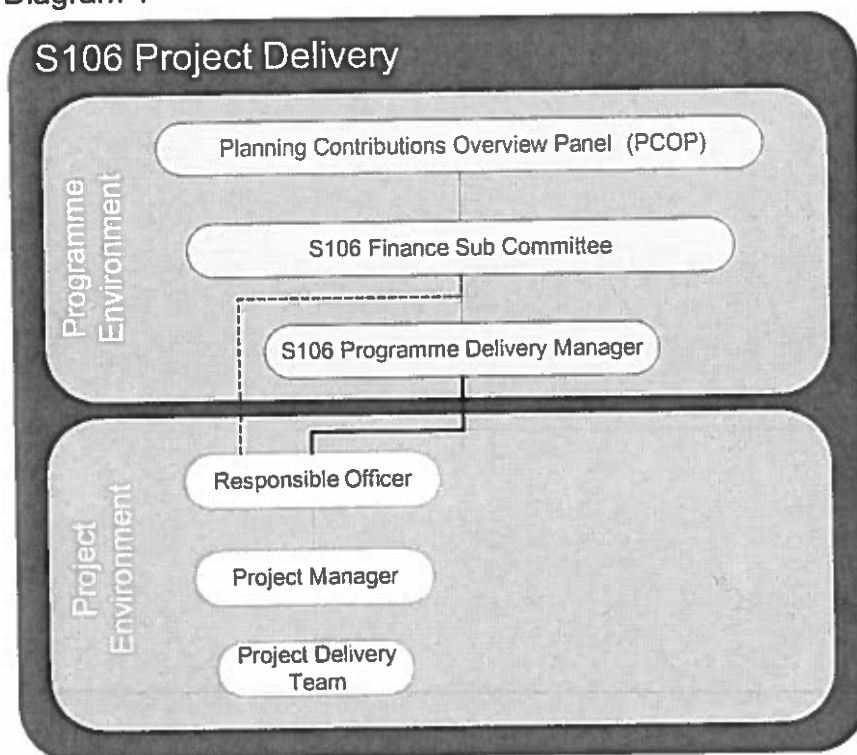 S106 Project Delivery
Programme
Environment
Planning Contributions Overview Panel (PCOP)
S106 Finance Sub Committee
S106 Programme Delivery Manager
Project
Environment
Responsible Officer
Project Manager
Project Delivery
Team